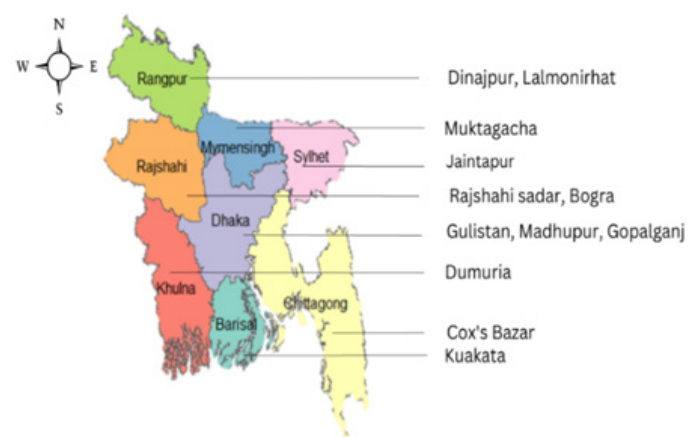 N
W E
S
Rangpur
Dinajpur, Lalmonirhat
Muktagacha
Mymensingh
Sylhet
Jaintapur
Rajshahi
Rajshahi sadar, Bogra
Dhaka
Gulistan, Madhupur, Gopalganj
Dumuria
Khulna
Chittagong
Barisal
Cox's Bazar
Kuakata